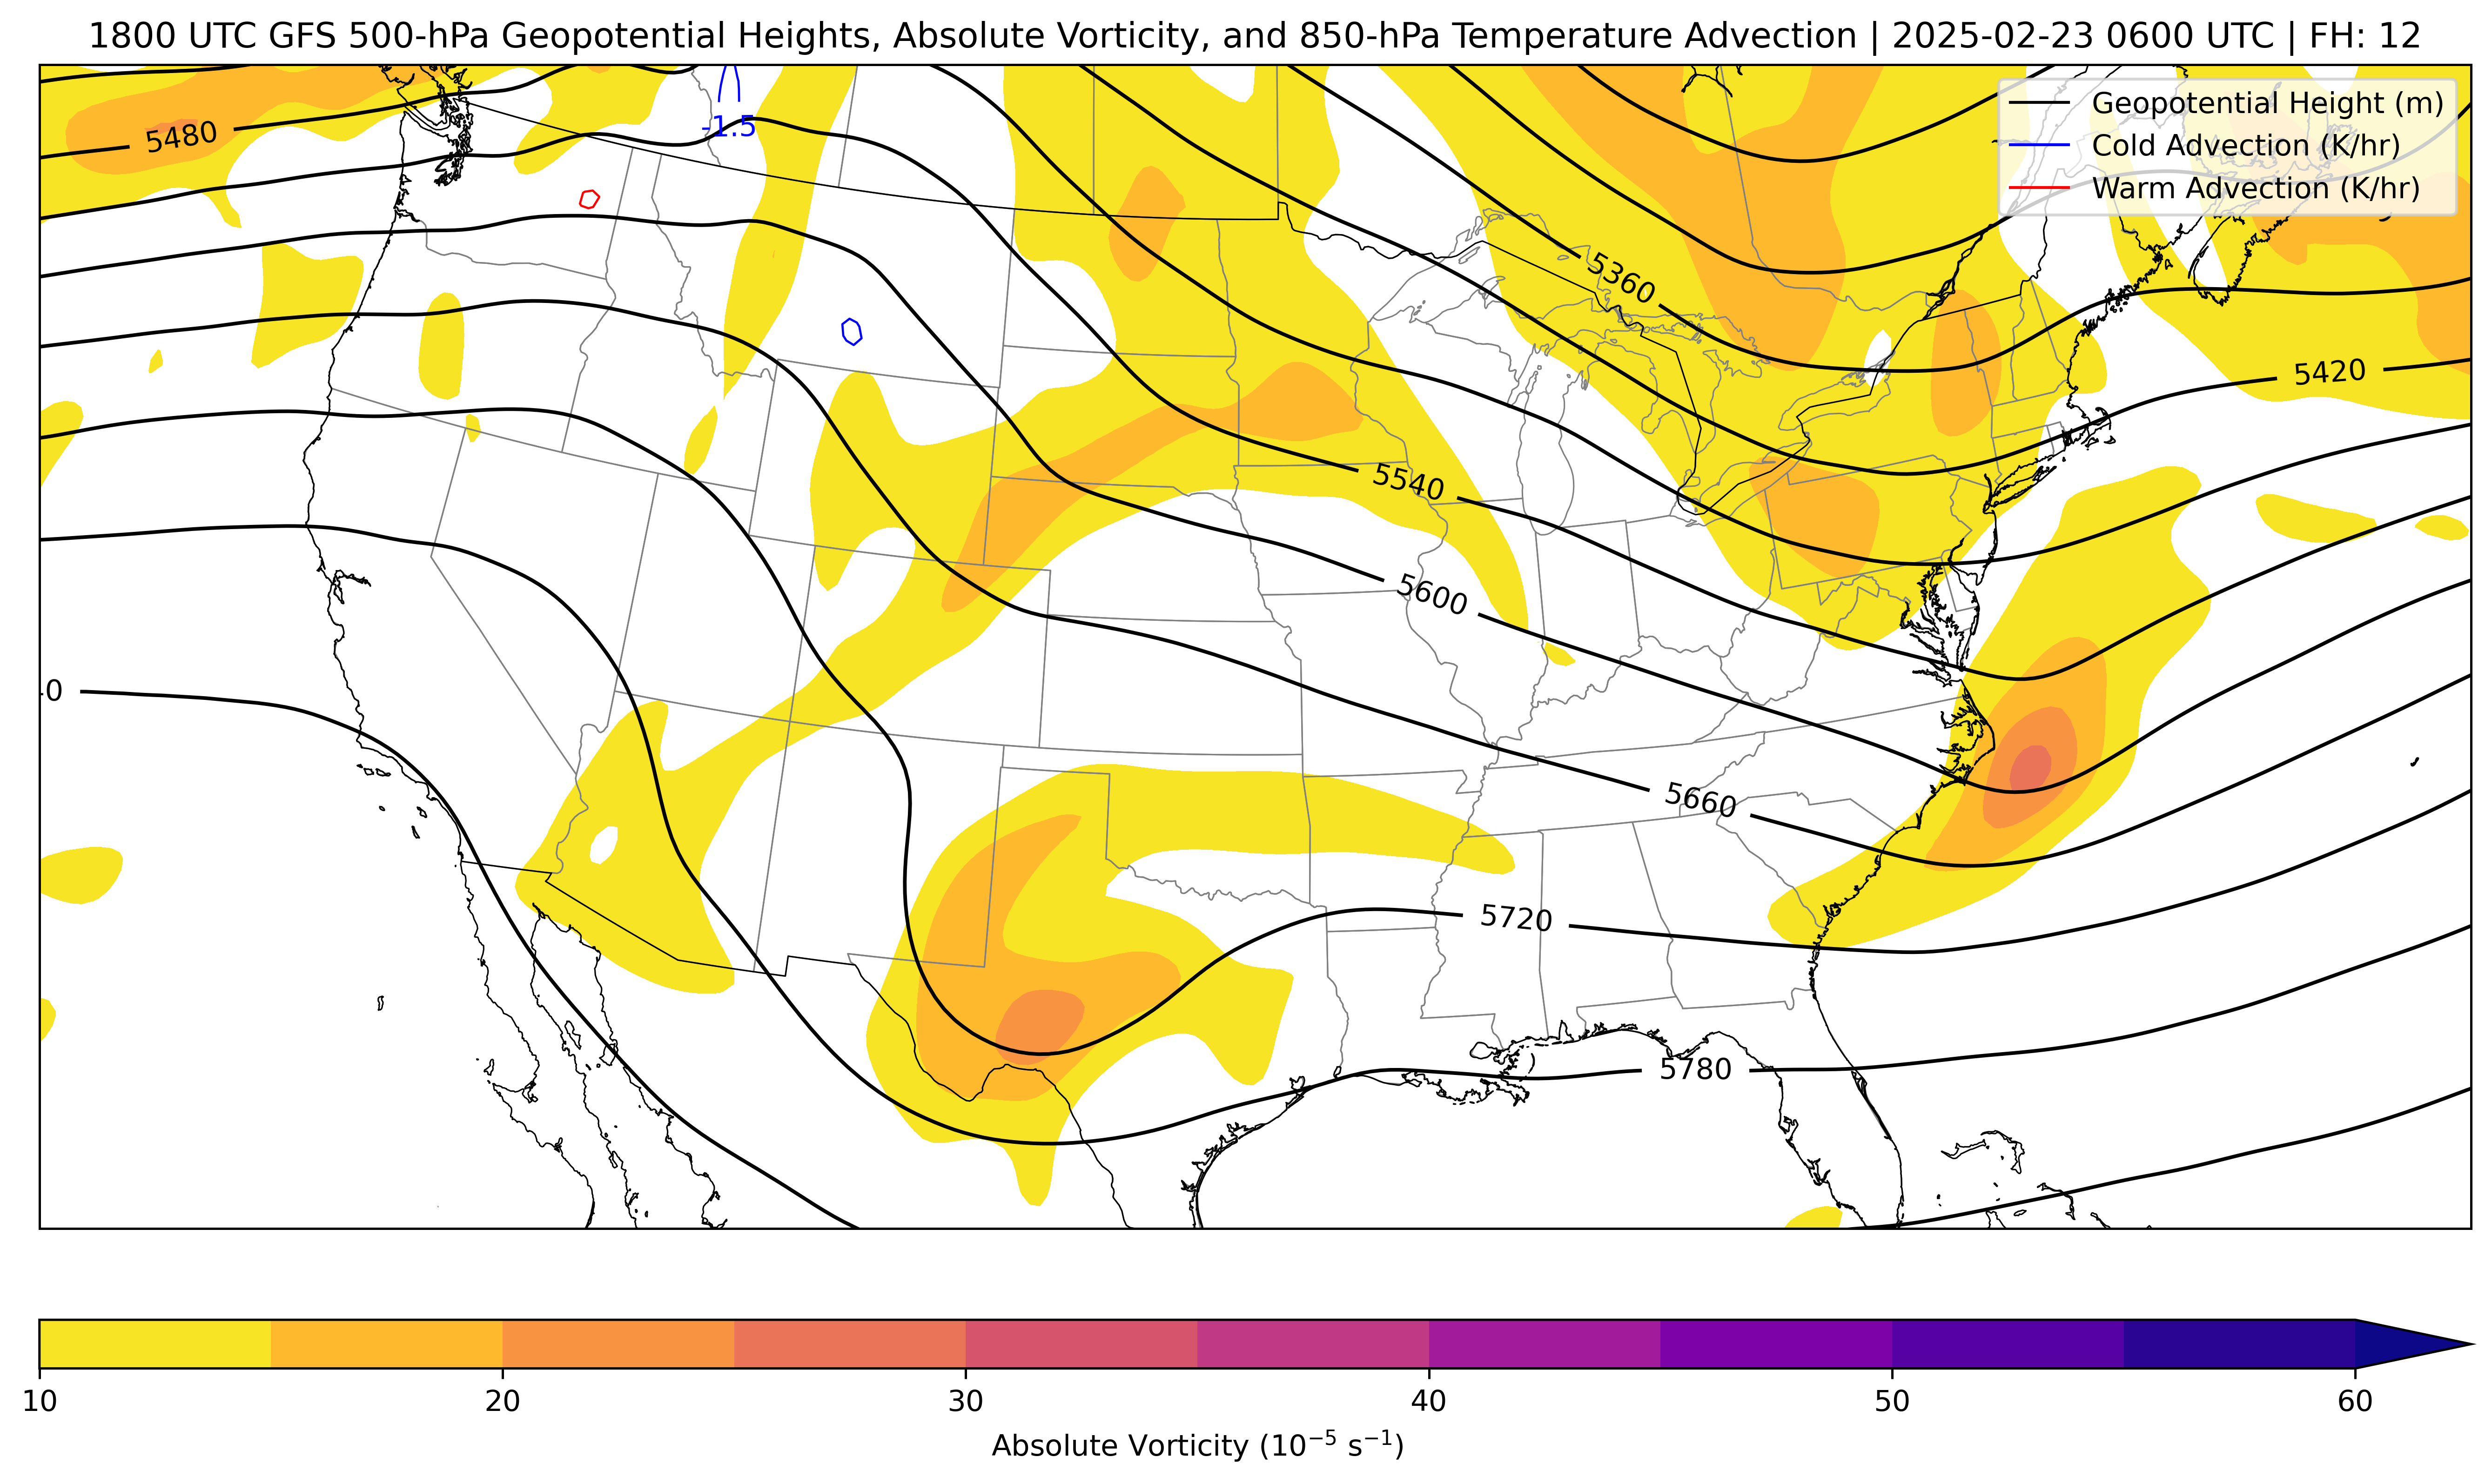 1800 UTC GFS 500-hPa Geopotential Heights, Absolute Vorticity, and 850-hPa Temperature Advection | 2025-02-23 0600 UTC | FH: 12
Geopotential Height (m)
Cold Advection (K/hr)
Warm Advection (K/hr)
-1.5
5480
5360
5420
5540
5600
.0
5660
5720
5780
10 20 30 40 50 60
Absolute Vorticity (10⁻⁵ s⁻¹)